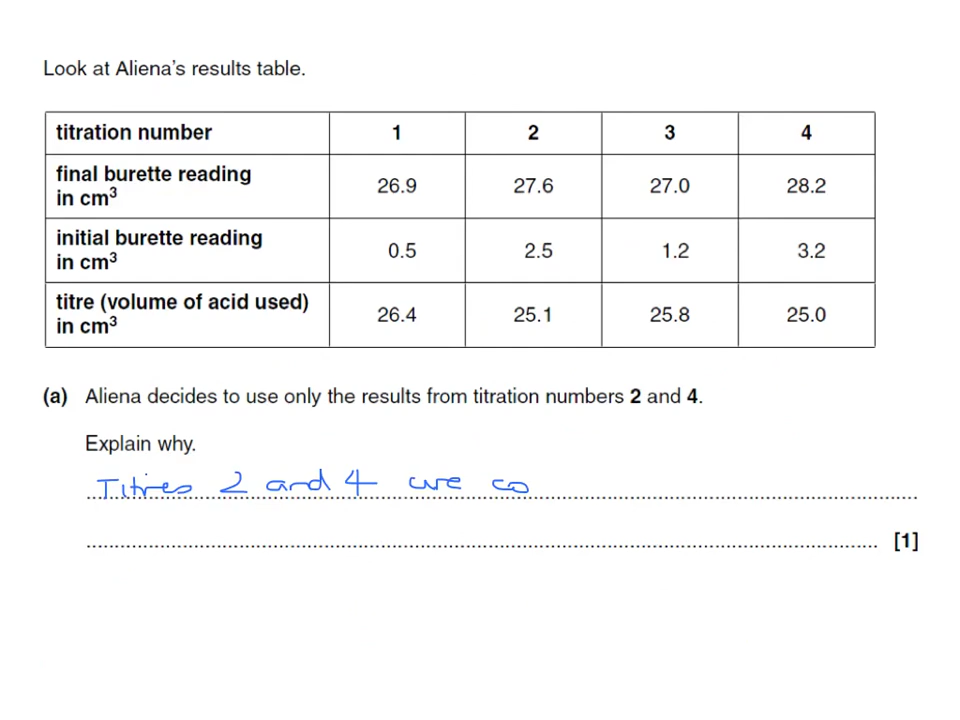 Look at Aliena's results table.
titration number 1 2 3 4
final burette reading in cm³ 26.9 27.6 27.0 28.2
initial burette reading in cm³ 0.5 2.5 1.2 3.2
titre (volume of acid used) in cm³ 26.4 25.1 25.8 25.0
(a) Aliena decides to use only the results from titration numbers 2 and 4.
Explain why.
Titres 2 and 4 are co
[1]